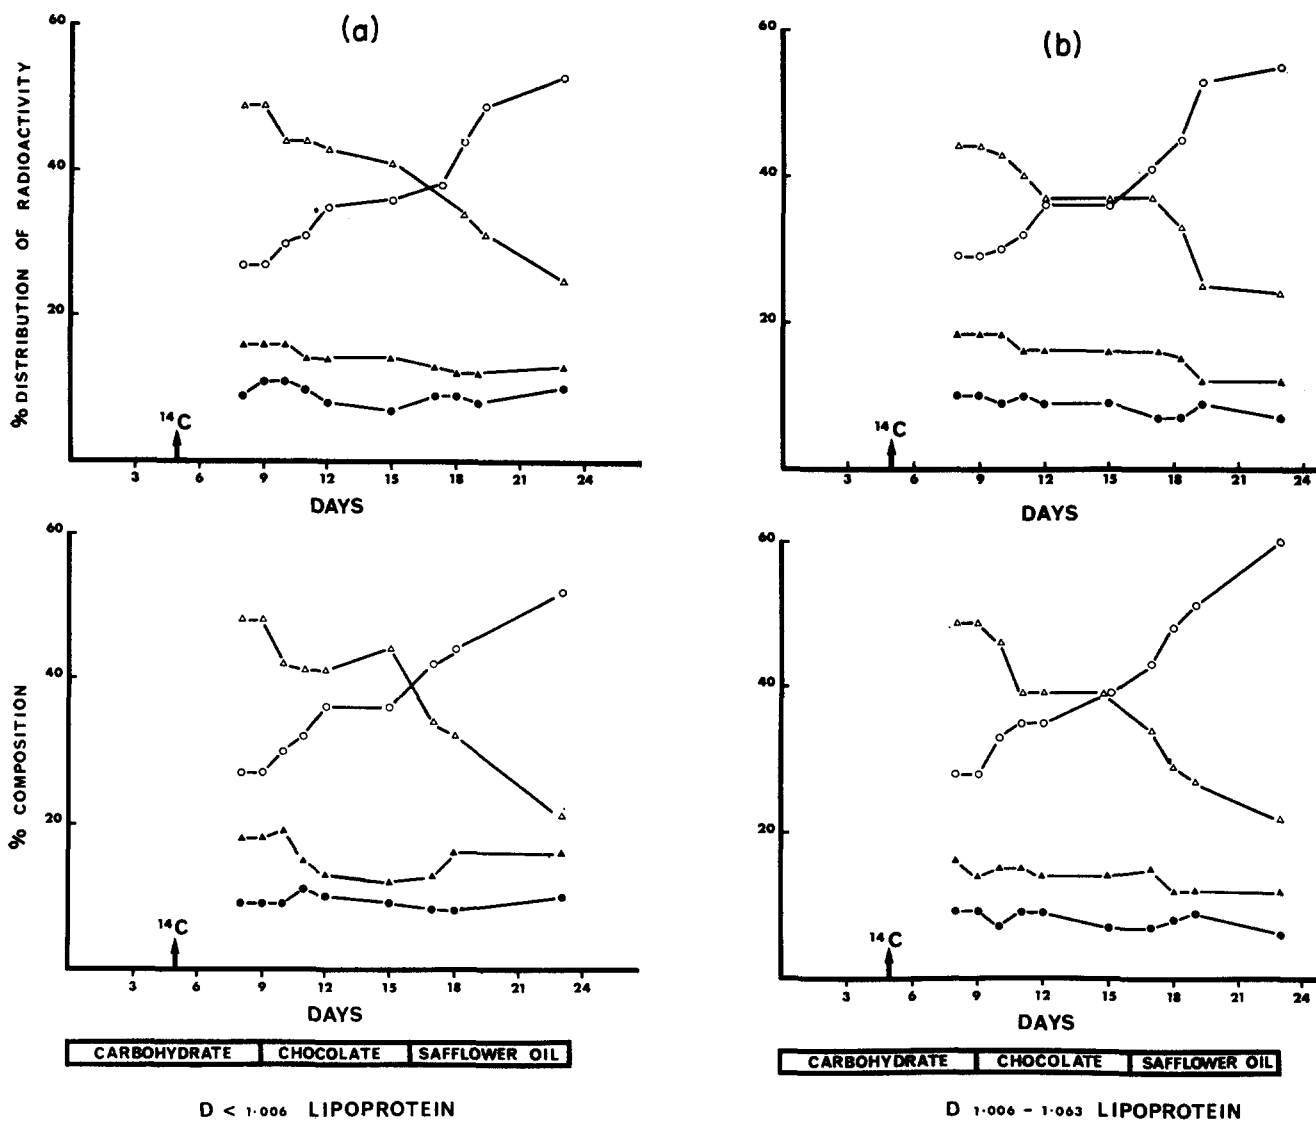 (a)
% DISTRIBUTION OF RADIOACTIVITY
60
40
20
14C
3 6 9 12 15 18 21 24
DAYS
(b)
60
40
20
14C
3 6 9 12 15 18 21 24
DAYS
% COMPOSITION
60
40
20
14C
3 6 9 12 15 18 21 24
DAYS
CARBOHYDRATE CHOCOLATE SAFFLOWER OIL
D < 1·006 LIPOPROTEIN
60
40
20
14C
3 6 9 12 15 18 21 24
DAYS
CARBOHYDRATE CHOCOLATE SAFFLOWER OIL
D 1·006 - 1·063 LIPOPROTEIN